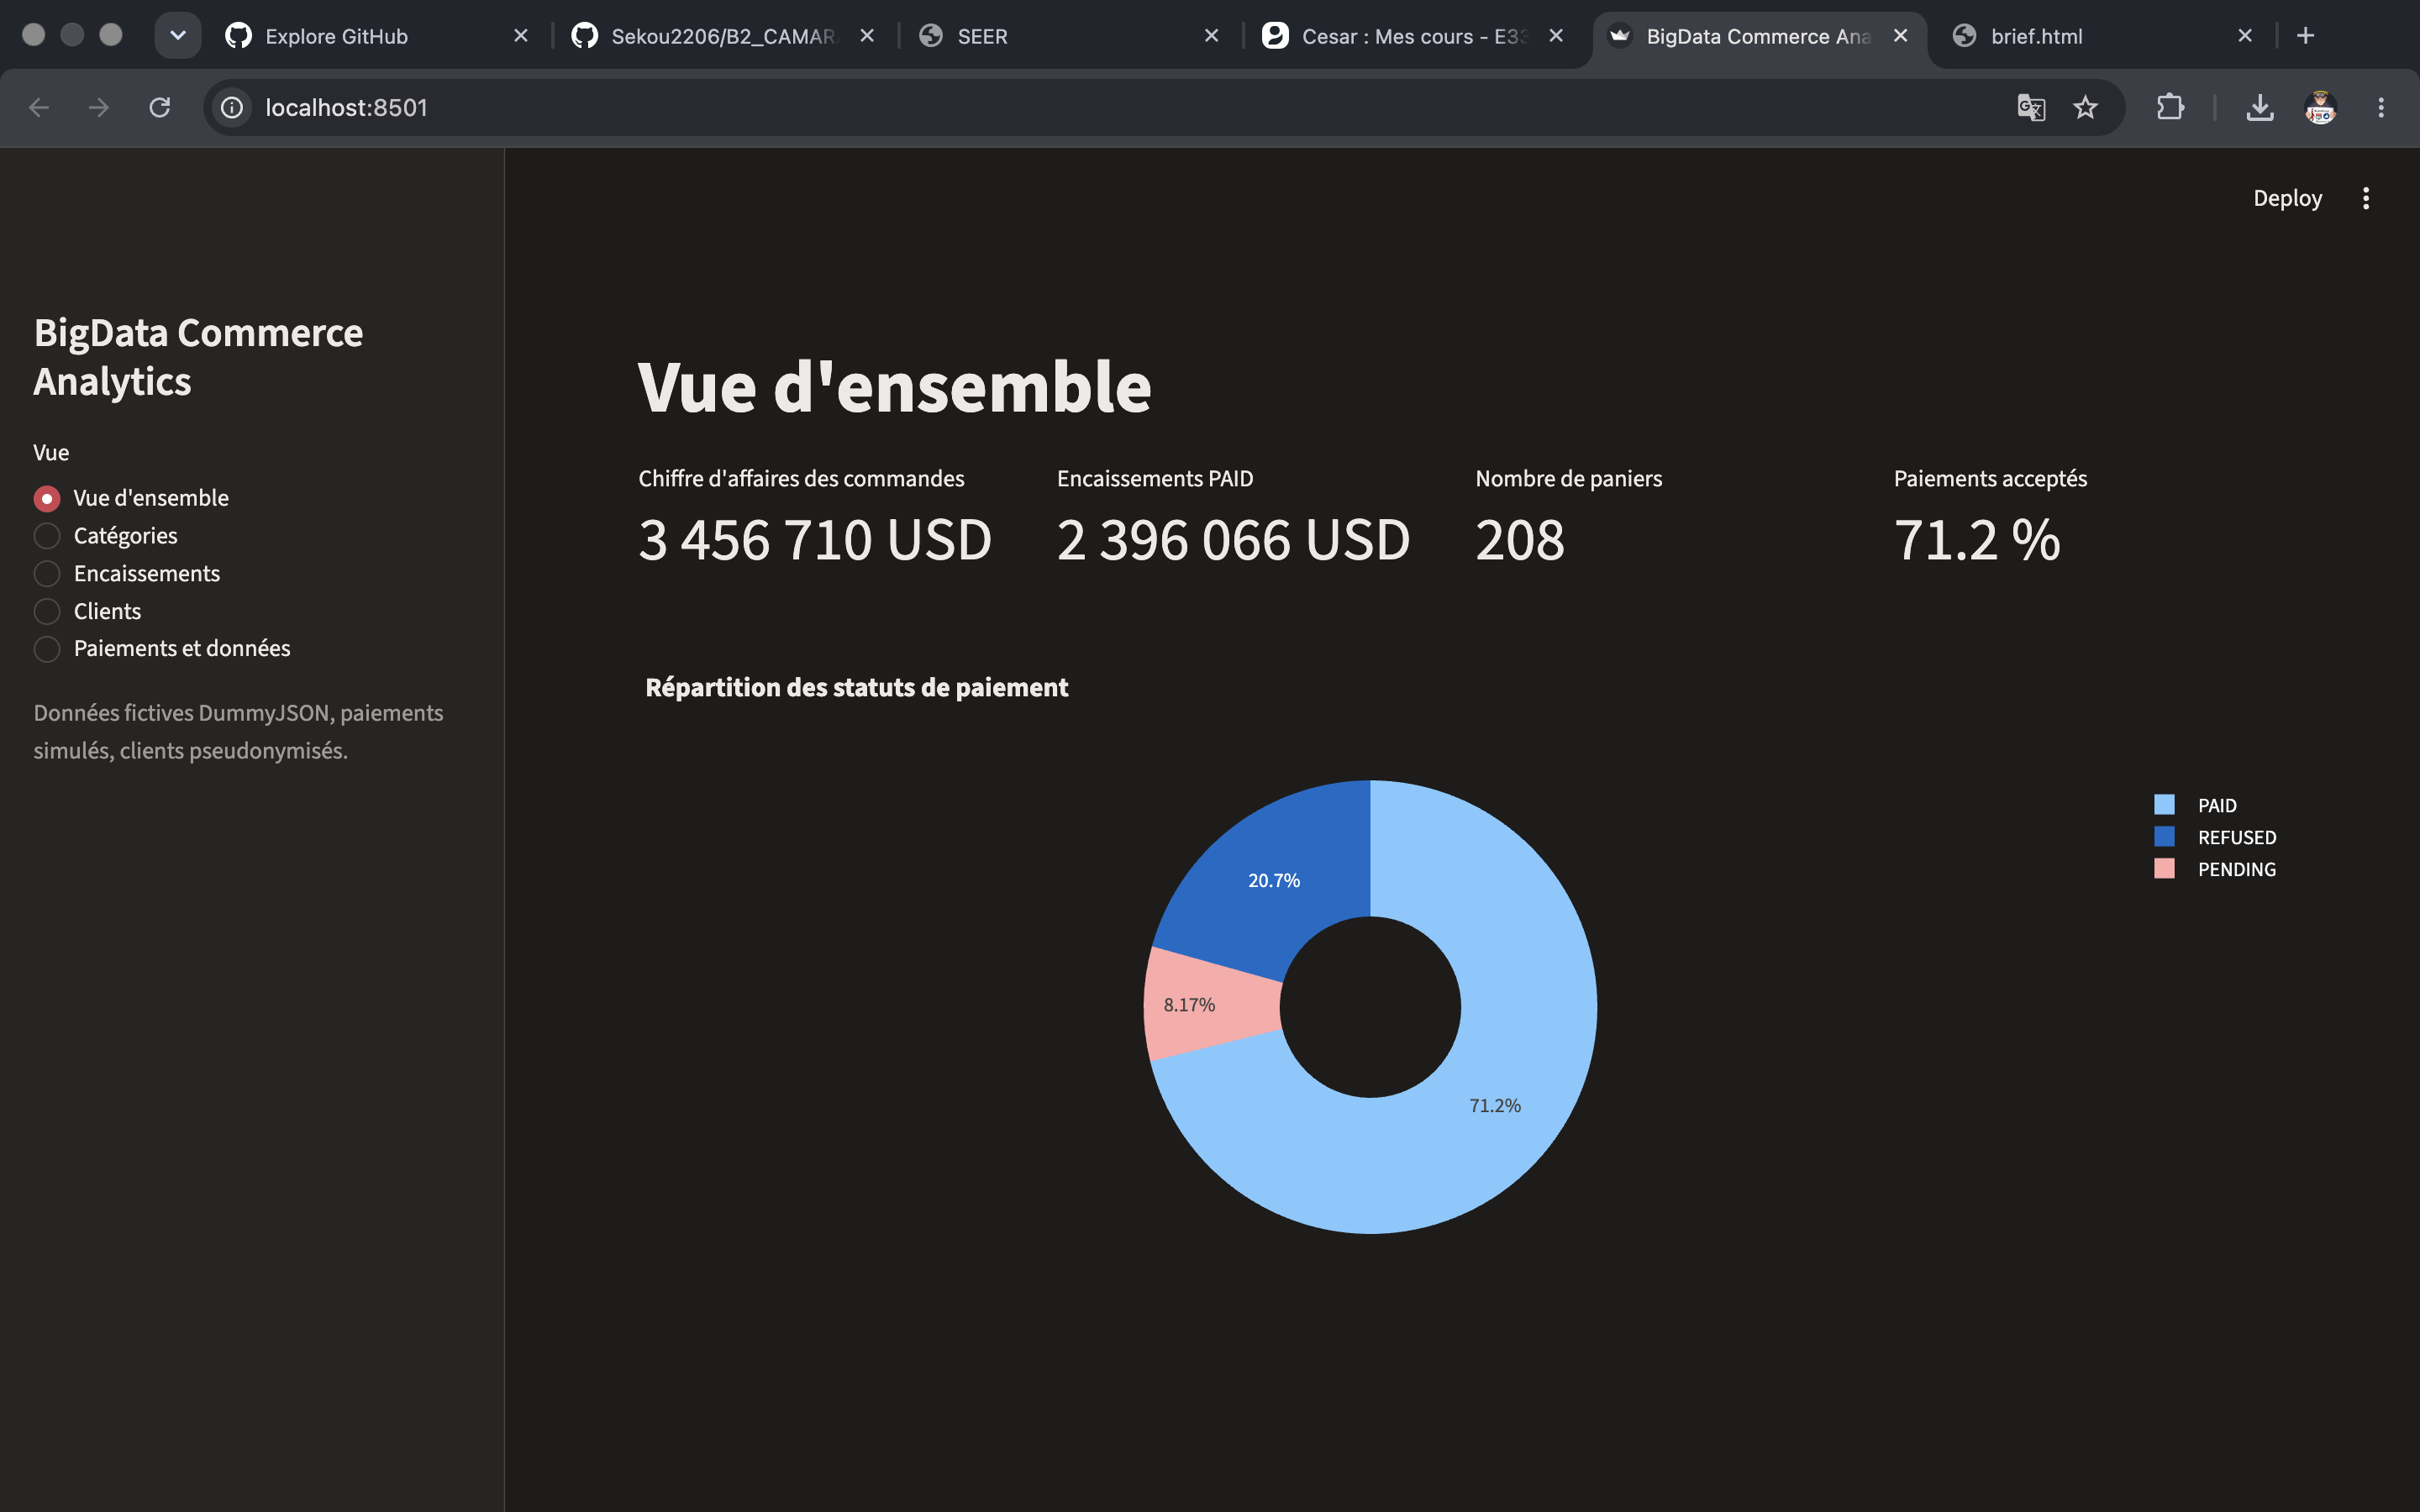 Explore GitHub
Sekou2206/B2_CAMAR
SEER
Cesar : Mes cours - E33
BigData Commerce Ana
brief.html
localhost:8501
Deploy
BigData Commerce
Analytics
Vue
Vue d'ensemble
Catégories
Encaissements
Clients
Paiements et données
Données fictives DummyJSON, paiements
simulés, clients pseudonymisés.
Vue d'ensemble
Chiffre d'affaires des commandes
3 456 710 USD
Encaissements PAID
2 396 066 USD
Nombre de paniers
208
Paiements acceptés
71.2 %
Répartition des statuts de paiement
PAID
REFUSED
PENDING
20.7%
8.17%
71.2%